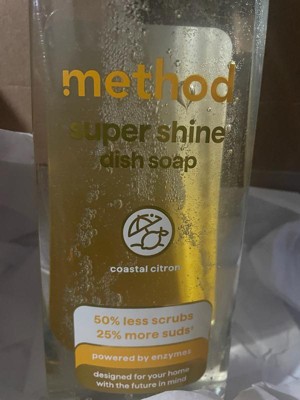 method
super shine
dish soap
coastal citron
50% less scrubs
25% more suds
powered by enzymes
designed for your home
with the future in mind